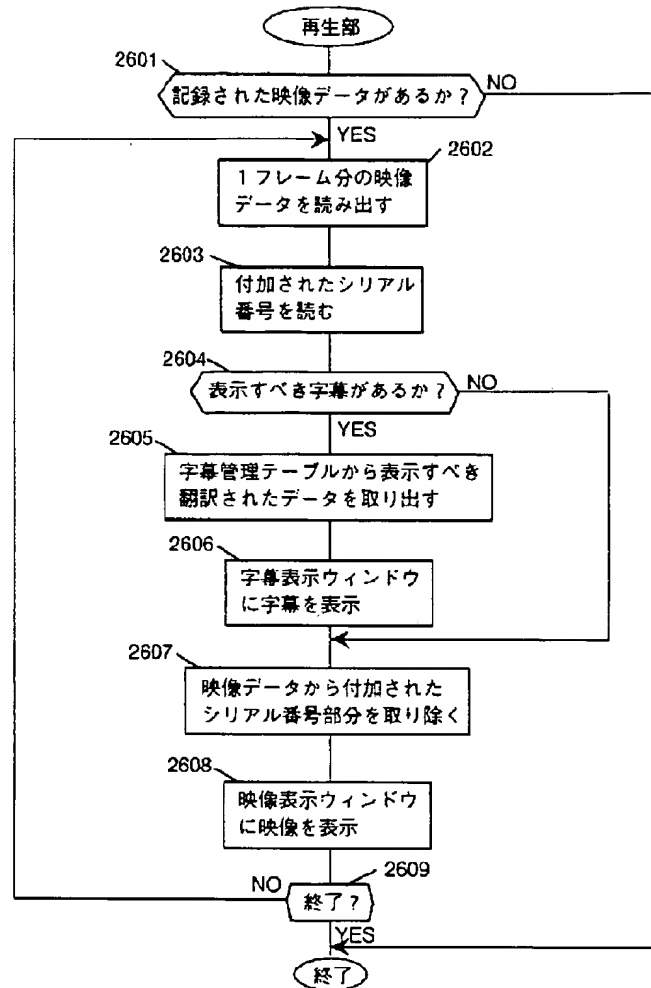 再生部
2601
記録された映像データがあるか？
NO
YES
2602
１フレーム分の映像
データを読み出す
2603
付加されたシリアル
番号を読む
2604
表示すべき字幕があるか？
NO
YES
2605
字幕管理テーブルから表示すべき
翻訳されたデータを取り出す
2606
字幕表示ウィンドウ
に字幕を表示
2607
映像データから付加された
シリアル番号部分を取り除く
2608
映像表示ウィンドウ
に映像を表示
2609
NO
終了？
YES
終了